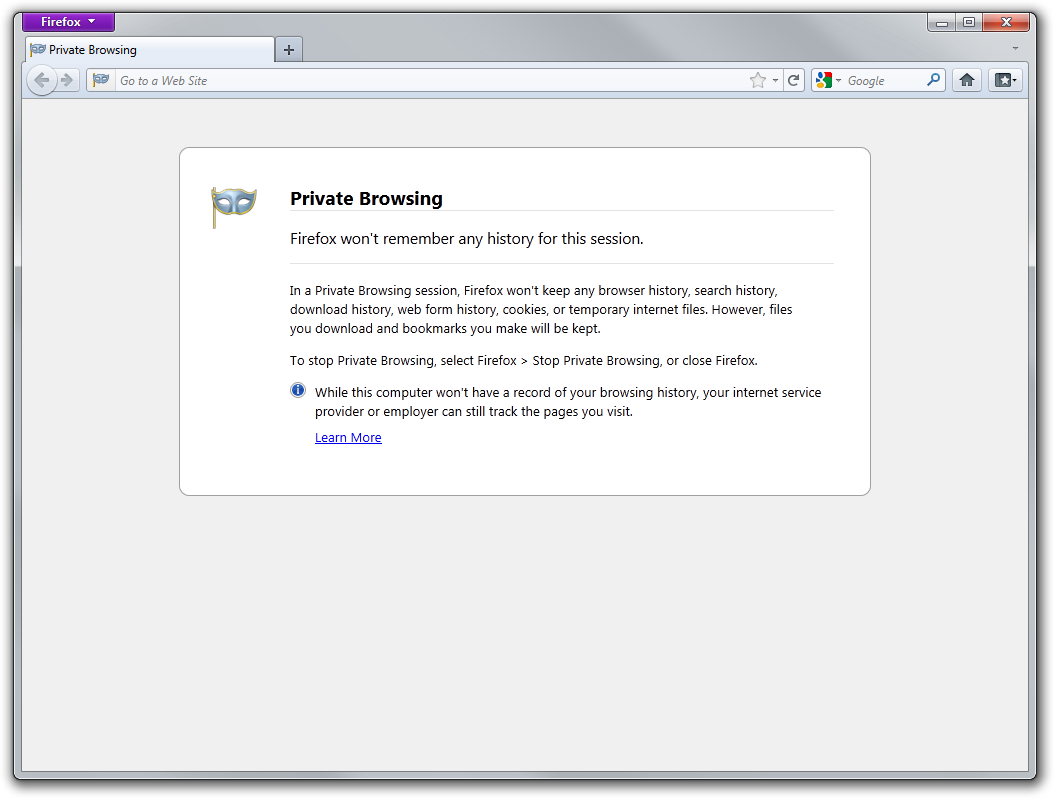 Firefox
Private Browsing
Go to a Web Site
Google
Private Browsing
Firefox won't remember any history for this session.
In a Private Browsing session, Firefox won't keep any browser history, search history,
download history, web form history, cookies, or temporary internet files. However, files
you download and bookmarks you make will be kept.
To stop Private Browsing, select Firefox > Stop Private Browsing, or close Firefox.
While this computer won't have a record of your browsing history, your internet service
provider or employer can still track the pages you visit.
Learn More